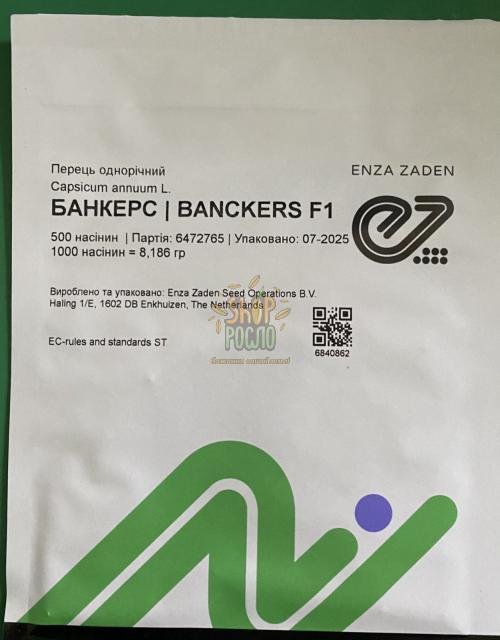 Перець однорічний
Capsicum annuum L.
БАНКЕРС | BANCKERS F1
ENZA ZADEN
500 насінин | Партія: 6472765 | Упаковано: 07-2025
1000 насінин = 8,186 гр
Вироблено та упаковано: Enza Zaden Seed Operations B.V.
Haling 1/E, 1602 DB Enkhuizen, The Netherlands
EC-rules and standards ST
6840862
SKOR
РОСЛО